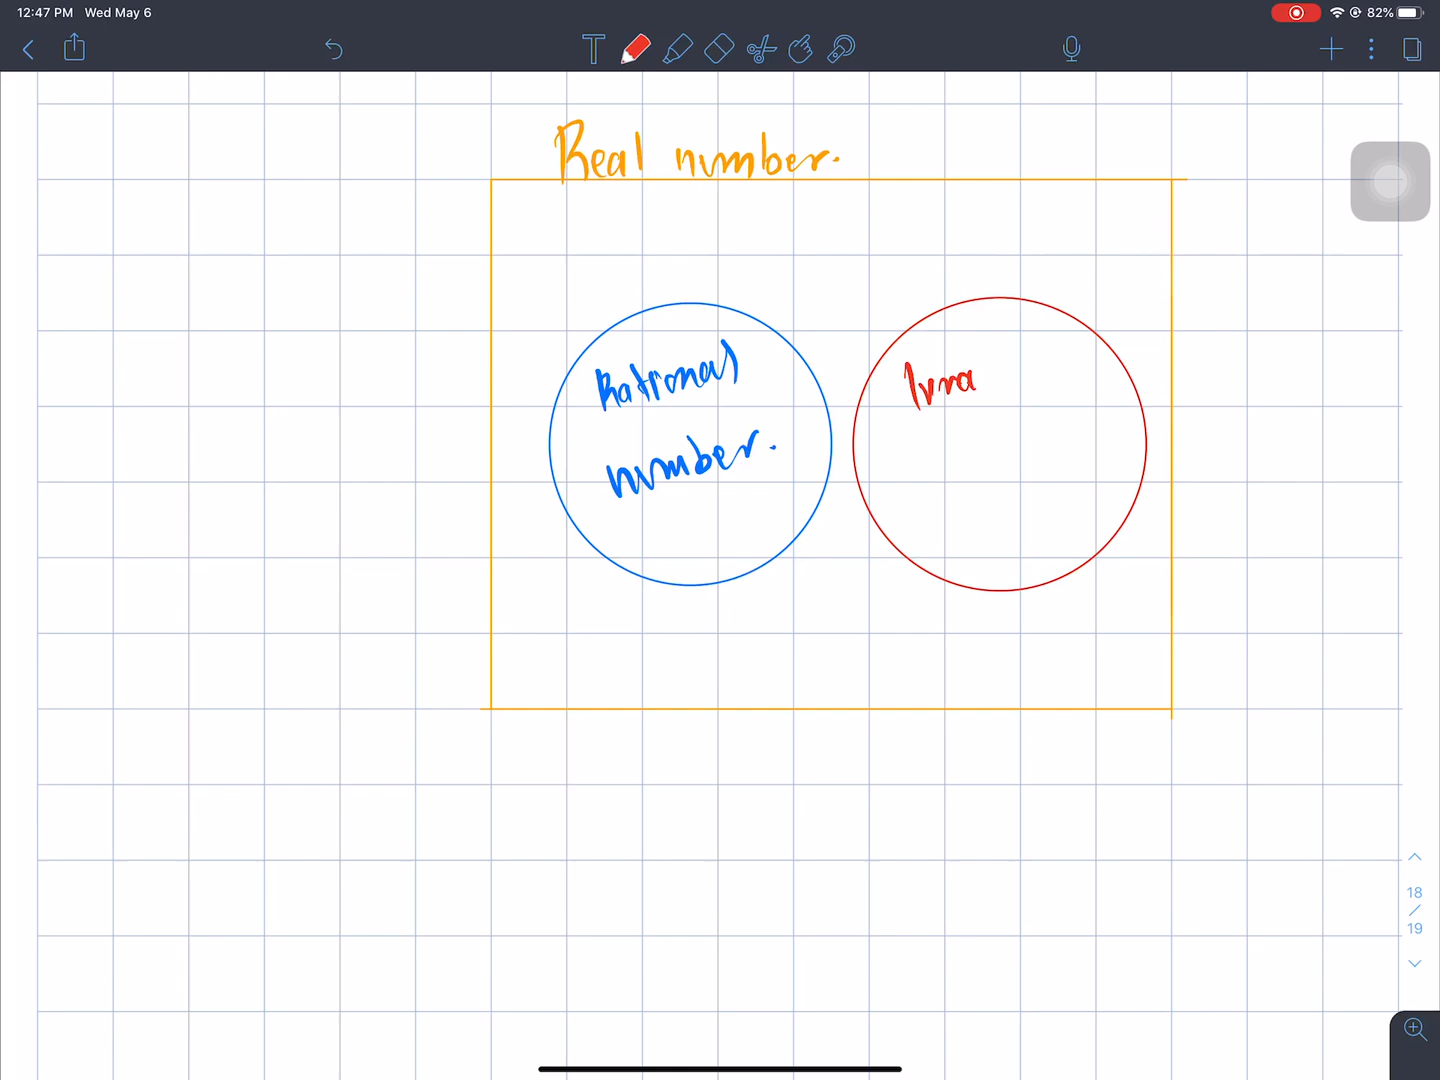 12:47 PM Wed May 6
82%
T
Real number.
Rational
number.
Irra
18
/
19